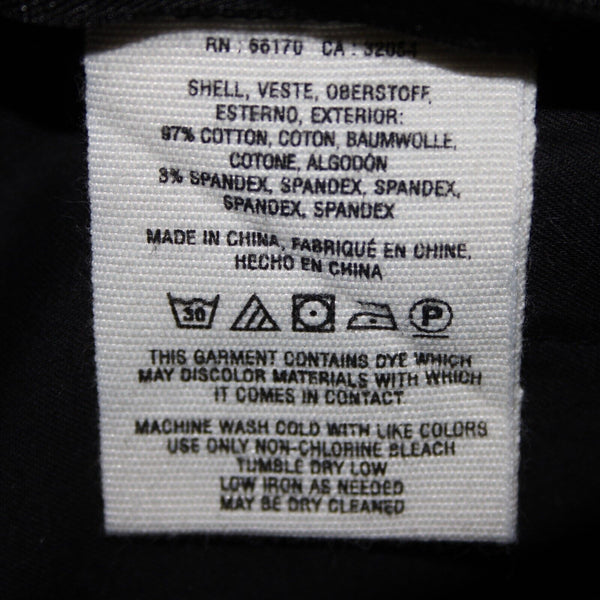 RN : 66170 CA : 32054
SHELL, VESTE, OBERSTOFF,
ESTERNO, EXTERIOR:
97% COTTON, COTON, BAUMWOLLE,
COTONE, ALGODÓN
3% SPANDEX, SPANDEX, SPANDEX,
SPANDEX, SPANDEX
MADE IN CHINA, FABRIQUÉ EN CHINE,
HECHO EN CHINA
30 P
THIS GARMENT CONTAINS DYE WHICH
MAY DISCOLOR MATERIALS WITH WHICH
IT COMES IN CONTACT.
MACHINE WASH COLD WITH LIKE COLORS
USE ONLY NON-CHLORINE BLEACH
TUMBLE DRY LOW
LOW IRON AS NEEDED
MAY BE DRY CLEANED